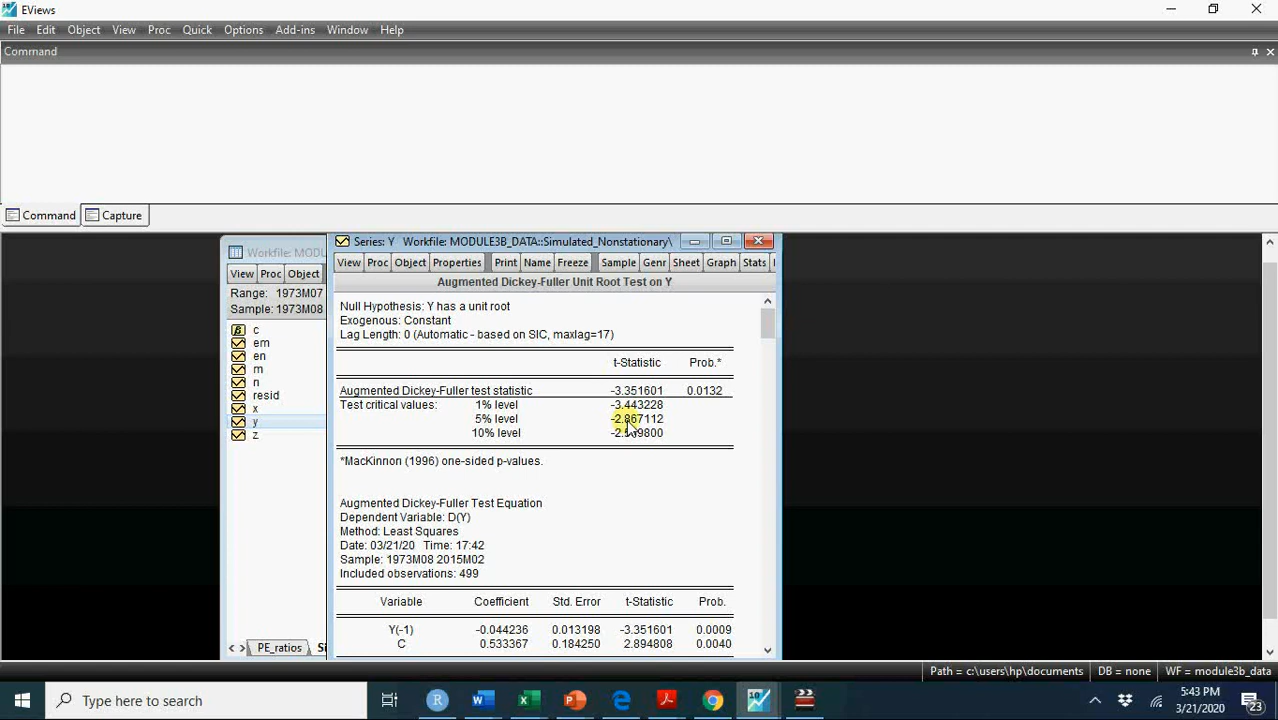 EViews
File Edit Object View Proc Quick Options Add-ins Window Help
Command
Command Capture
Workfile: MODU
View Proc Object
Range: 1973M07
Sample: 1973M08
c
em
en
m
n
resid
x
y
z
PE_ratios
Series: Y Workfile: MODULE3B_DATA::Simulated_Nonstationary\
View Proc Object Properties Print Name Freeze Sample Genr Sheet Graph Stats
Augmented Dickey-Fuller Unit Root Test on Y
Null Hypothesis: Y has a unit root
Exogenous: Constant
Lag Length: 0 (Automatic - based on SIC, maxlag=17)
t-Statistic Prob.*
Augmented Dickey-Fuller test statistic -3.351601 0.0132
Test critical values: 1% level -3.443228
5% level -2.867112
10% level
*MacKinnon (1996) one-sided p-values.
Augmented Dickey-Fuller Test Equation
Dependent Variable: D(Y)
Method: Least Squares
Date: 03/21/20 Time: 17:42
Sample: 1973M08 2015M02
Included observations: 499
Variable Coefficient Std. Error t-Statistic Prob.
Y(-1) -0.044236 0.013198 -3.351601 0.0009
C 0.533367 0.184250 2.894808 0.0040
Path = c:\users\hp\documents DB = none WF = module3b_data
Type here to search
5:43 PM
3/21/2020
23